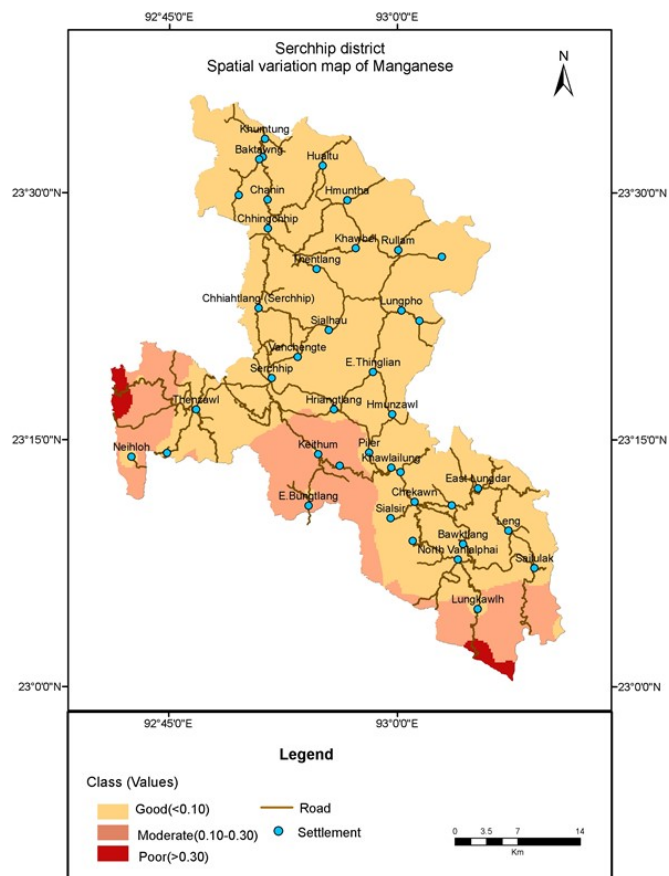 92°45'0"E
93°0'0"E
Serchhip district
Spatial variation map of Manganese
N
Khumtung
Baktawng
Hualtu
23°30'0"N
23°30'0"N
Chanin
Hmuntha
Chhingchhip
Khawbel
Rullam
Thentlang
Chhiahtlang (Serchhip)
Lungpho
Sialhau
Vanchengte
E.Thinglian
Serchhip
Thenzawl
Hriangtlang
Hmunzawl
23°15'0"N
23°15'0"N
Neihloh
Keithum
Piler
Khawlailung
East Lungdar
E.Bungtlang
Chekawn
Sialsir
Leng
Bawktlang
North Vanlaiphai
Sailulak
Lungkawlh
23°0'0"N
23°0'0"N
92°45'0"E
93°0'0"E
Legend
Class (Values)
Good(<0.10)
Road
Moderate(0.10-0.30)
Settlement
Poor(>0.30)
0 3.5 7 14
Km